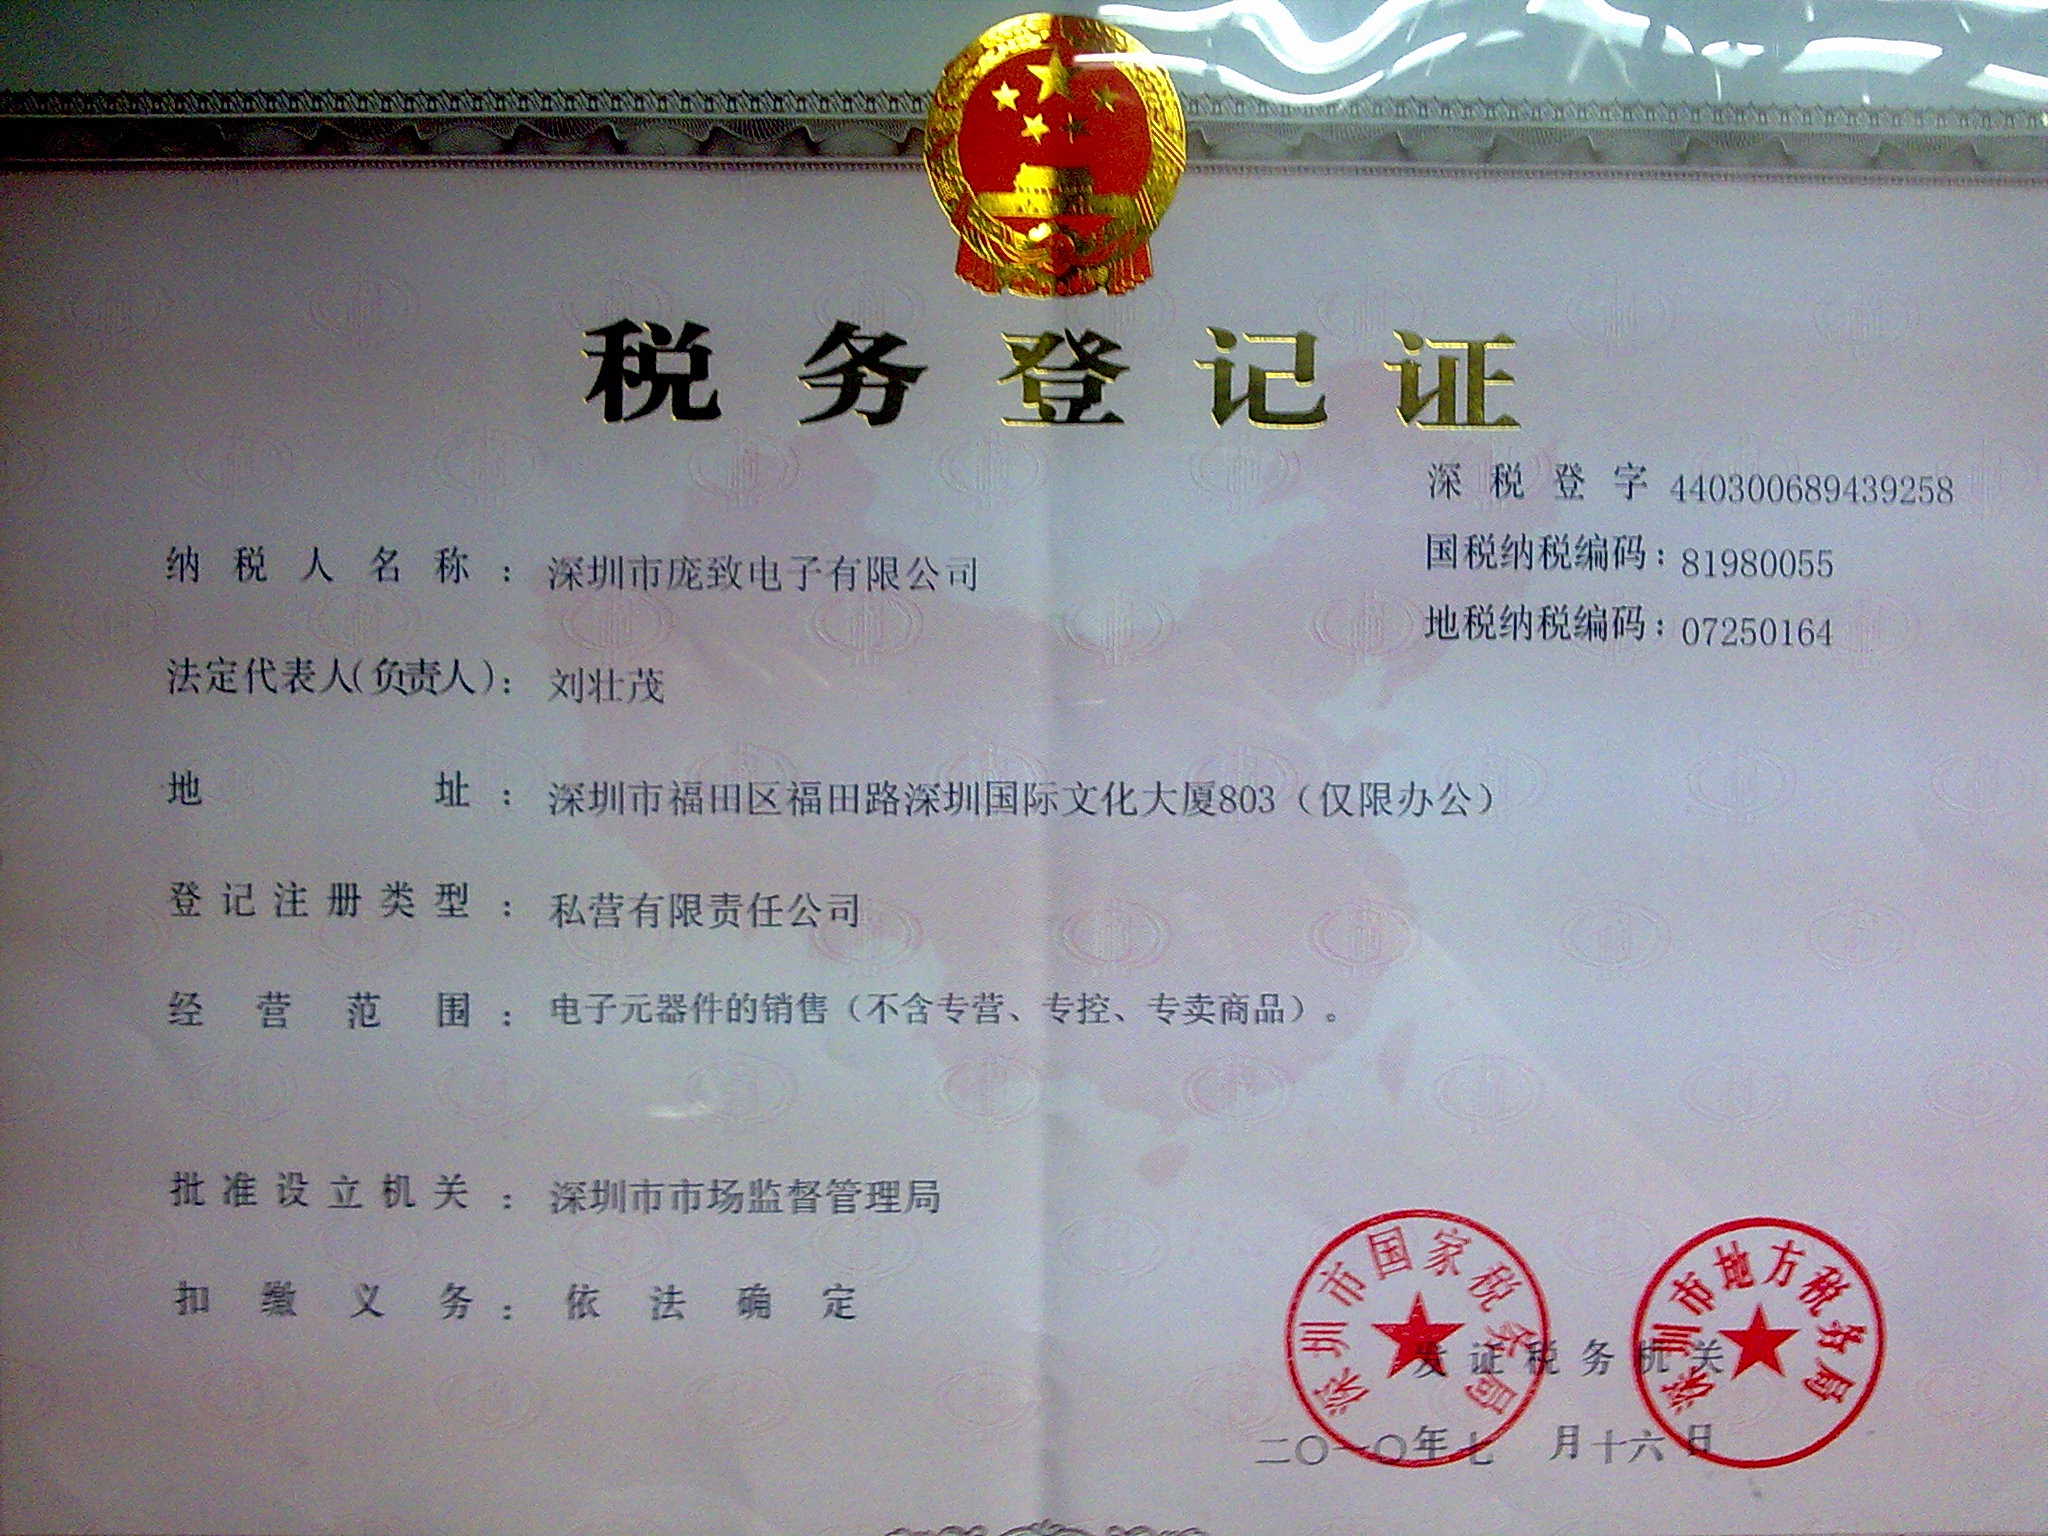 税务登记证
深税登字 440300689439258
国税纳税编码：81980055
地税纳税编码：07250164
纳税人名称：深圳市庞致电子有限公司
法定代表人(负责人)：刘壮茂
地址：深圳市福田区福田路深圳国际文化大厦803（仅限办公）
登记注册类型：私营有限责任公司
经营范围：电子元器件的销售（不含专营、专控、专卖商品）。
批准设立机关：深圳市市场监督管理局
扣缴义务：依法确定
深圳市国家税务局
深圳市地方税务局
发证税务机关
二〇一〇年七月十六日